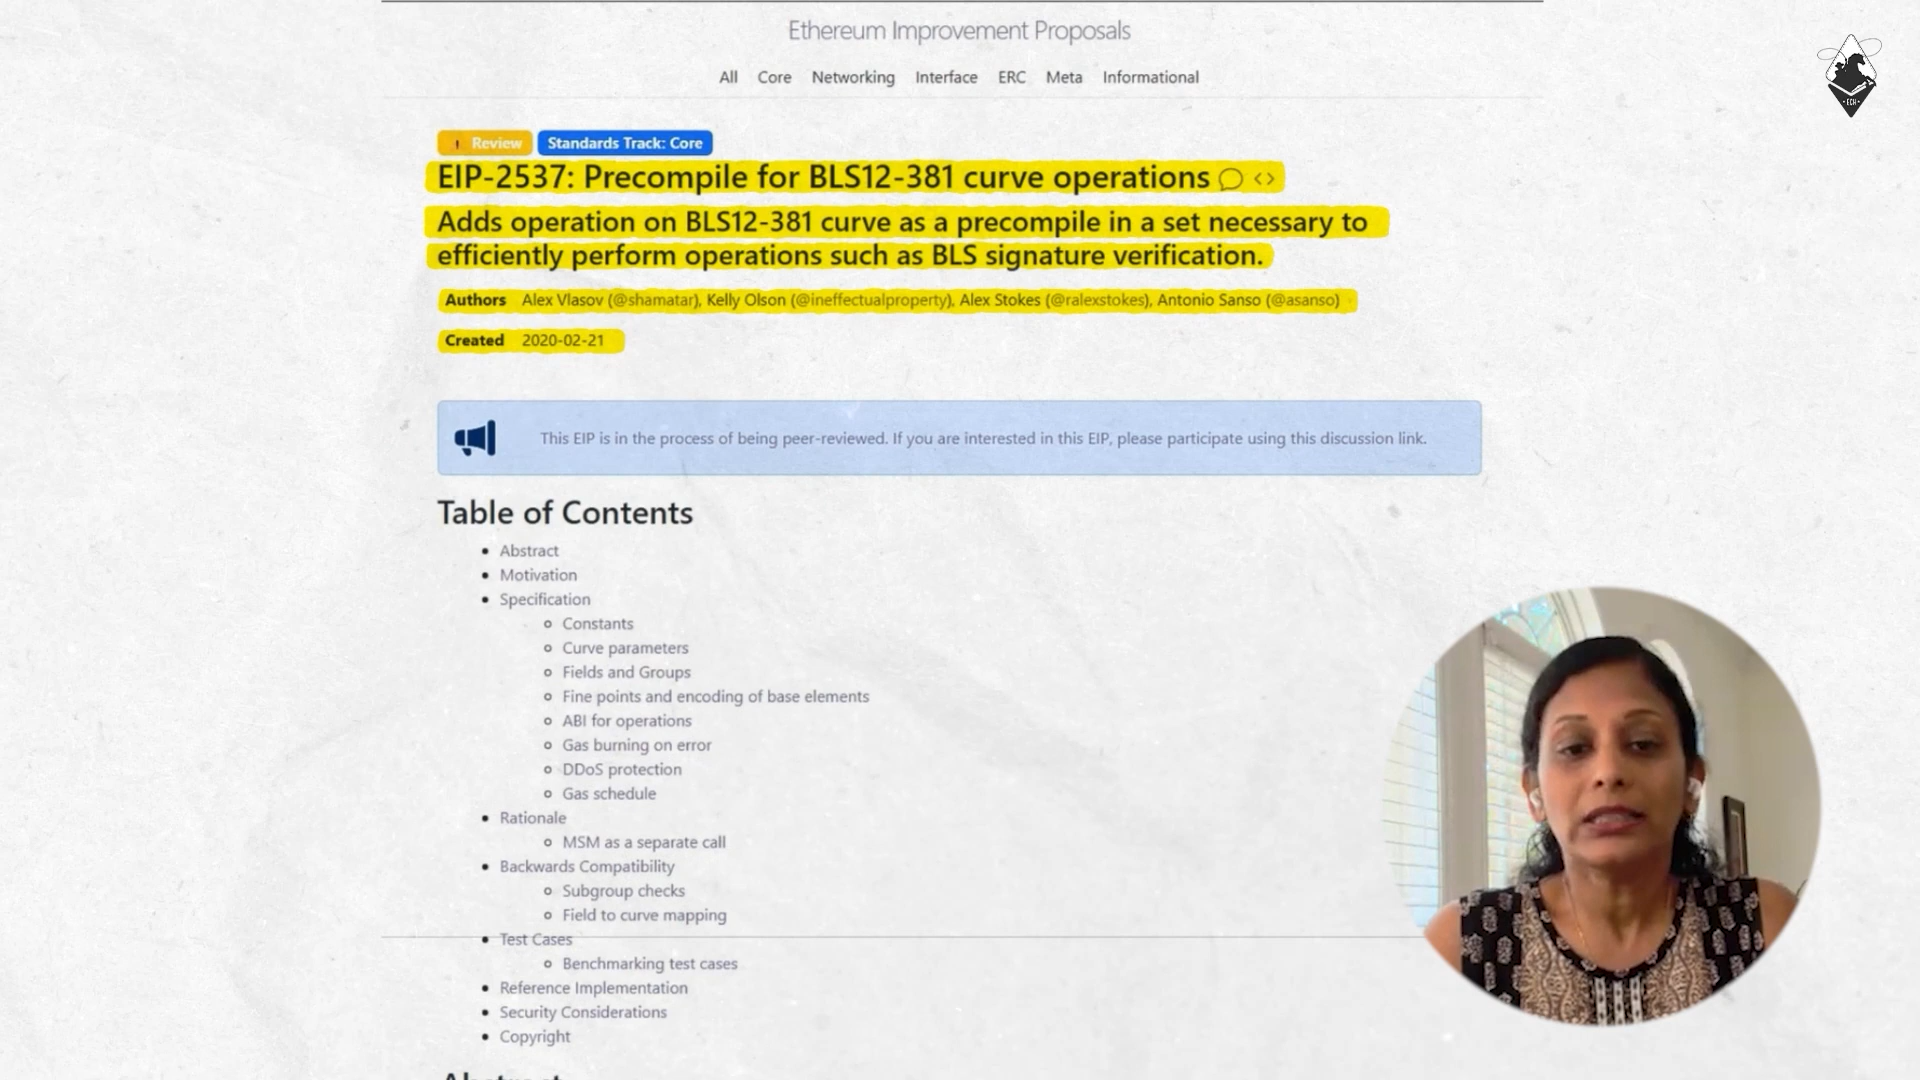 Ethereum Improvement Proposals
All Core Networking Interface ERC Meta Informational
! Review Standards Track: Core
EIP-2537: Precompile for BLS12-381 curve operations
Adds operation on BLS12-381 curve as a precompile in a set necessary to
efficiently perform operations such as BLS signature verification.
Authors Alex Vlasov (@shamatar), Kelly Olson (@ineffectualproperty), Alex Stokes (@ralexstokes), Antonio Sanso (@asanso)
Created 2020-02-21
This EIP is in the process of being peer-reviewed. If you are interested in this EIP, please participate using this discussion link.
Table of Contents
Abstract
Motivation
Specification
Constants
Curve parameters
Fields and Groups
Fine points and encoding of base elements
ABI for operations
Gas burning on error
DDoS protection
Gas schedule
Rationale
MSM as a separate call
Backwards Compatibility
Subgroup checks
Field to curve mapping
Test Cases
Benchmarking test cases
Reference Implementation
Security Considerations
Copyright
Abstract
ECH